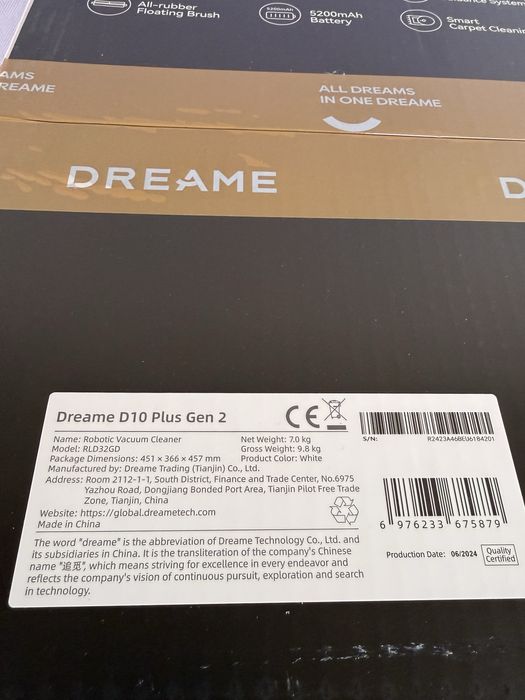 All-rubber
Floating Brush
5200mAh
5200mAh
Battery
System
Smart
Carpet Cleani
AMS
REAME
ALL DREAMS
IN ONE DREAME
DREAME
D
Dreame D10 Plus Gen 2
CE
Name: Robotic Vacuum Cleaner
Net Weight: 7.0 kg
Model: RLD32GD
Gross Weight: 9.8 kg
Package Dimensions: 451 × 366 × 457 mm
Product Color: White
Manufactured by: Dreame Trading (Tianjin) Co., Ltd.
Address: Room 2112-1-1, South District, Finance and Trade Center, No.6975
Yazhou Road, Dongjiang Bonded Port Area, Tianjin Pilot Free Trade
Zone, Tianjin, China
Website: https://global.dreametech.com
Made in China
The word "dreame" is the abbreviation of Dreame Technology Co., Ltd. and
its subsidiaries in China. It is the transliteration of the company's Chinese
name "追觅", which means striving for excellence in every endeavor and
reflects the company's vision of continuous pursuit, exploration and search
in technology.
S/N: R2423A46BEU6184201
6 976233 675879
Production Date: 06/2024
Quality
Certified